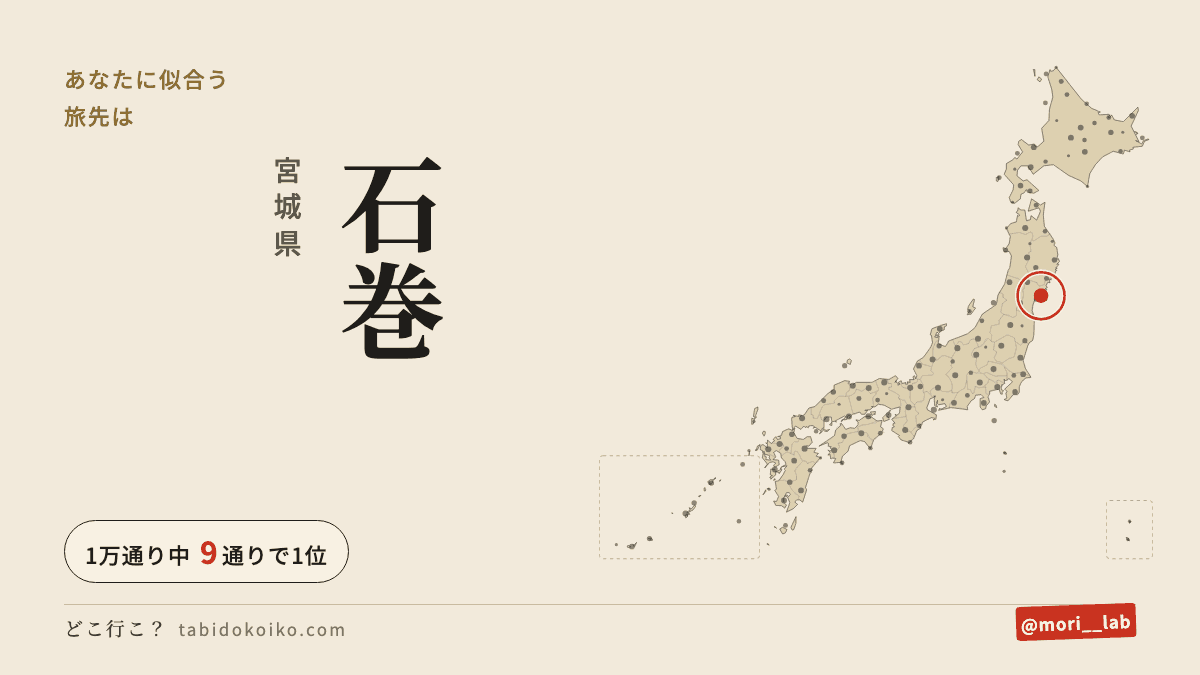 あなたに似合う
旅先は
石巻
宮城県
1万通り中 9通りで1位
どこ行こ? tabidokoiko.com
@mori__lab